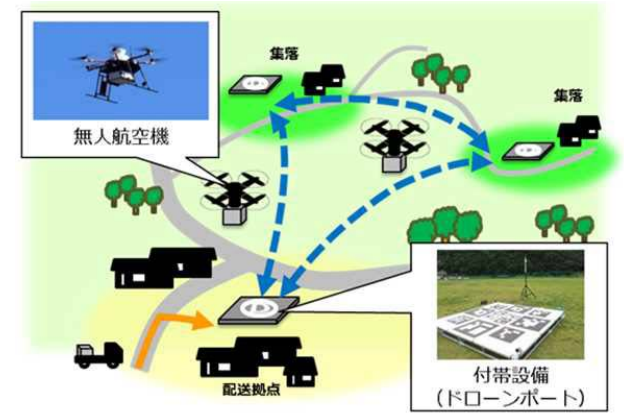 集落
無人航空機
集落
配送拠点
付帯設備
（ドローンポート）